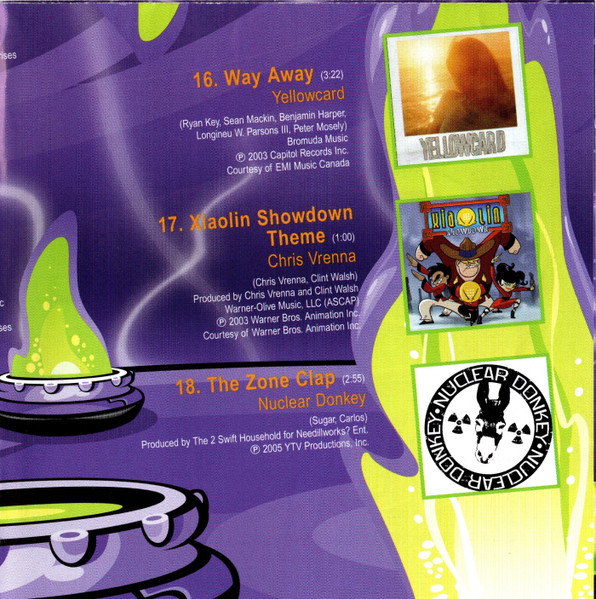 ises
16. Way Away (3:22)
Yellowcard
(Ryan Key, Sean Mackin, Benjamin Harper,
Longineu W. Parsons III, Peter Mosely)
Bromuda Music
℗ 2003 Capitol Records Inc.
Courtesy of EMI Music Canada
YELLOWCARD
17. Xiaolin Showdown
Theme (1:00)
Chris Vrenna
(Chris Vrenna, Clint Walsh)
Produced by Chris Vrenna and Clint Walsh
Warner-Olive Music, LLC (ASCAP)
℗ 2003 Warner Bros. Animation Inc.
Courtesy of Warner Bros. Animation Inc.
XIAOLIN
SHOWDOWN
c
ises
18. The Zone Clap (2:55)
Nuclear Donkey
(Sugar, Carlos)
Produced by The 2 Swift Household for Needillworks? Ent.
℗ 2005 YTV Productions, Inc.
NUCLEAR DONKEY • NUCLEAR DONKEY •